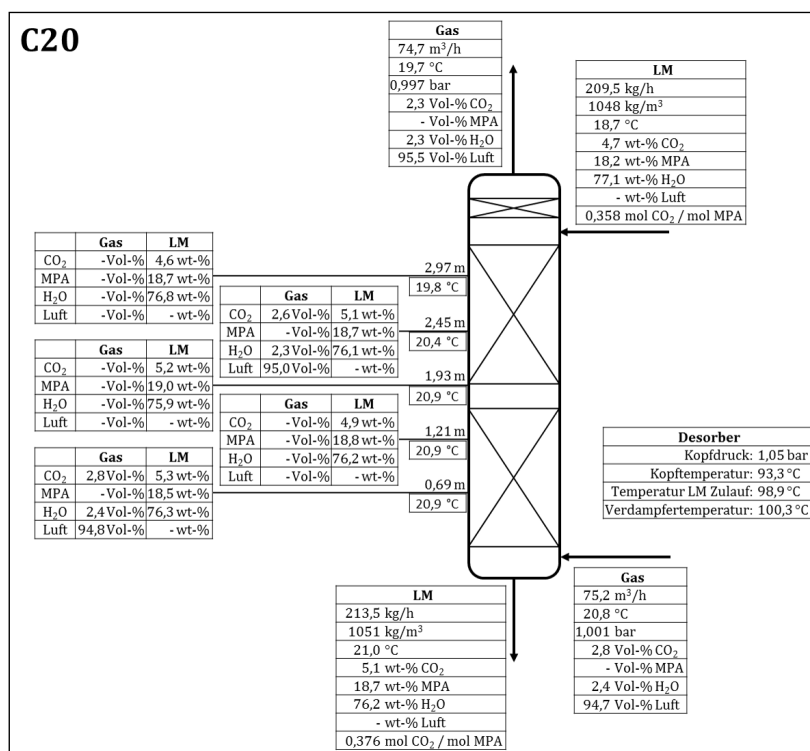 C20
Gas
74,7 m³/h
19,7 °C
0,997 bar
2,3 Vol-% CO₂
- Vol-% MPA
2,3 Vol-% H₂O
95,5 Vol-% Luft
LM
209,5 kg/h
1048 kg/m³
18,7 °C
4,7 wt-% CO₂
18,2 wt-% MPA
77,1 wt-% H₂O
- wt-% Luft
0,358 mol CO₂ / mol MPA
Gas LM
CO₂ -Vol-% 4,6 wt-%
MPA -Vol-% 18,7 wt-%
H₂O -Vol-% 76,8 wt-%
Luft -Vol-% - wt-%
2,97 m
19,8 °C
Gas LM
CO₂ 2,6 Vol-% 5,1 wt-%
MPA -Vol-% 18,7 wt-%
H₂O 2,3 Vol-% 76,1 wt-%
Luft 95,0 Vol-% - wt-%
2,45 m
20,4 °C
Gas LM
CO₂ -Vol-% 5,2 wt-%
MPA -Vol-% 19,0 wt-%
H₂O -Vol-% 75,9 wt-%
Luft -Vol-% - wt-%
1,93 m
20,9 °C
Gas LM
CO₂ -Vol-% 4,9 wt-%
MPA -Vol-% 18,8 wt-%
H₂O -Vol-% 76,2 wt-%
Luft -Vol-% - wt-%
1,21 m
20,9 °C
Gas LM
CO₂ 2,8 Vol-% 5,3 wt-%
MPA -Vol-% 18,5 wt-%
H₂O 2,4 Vol-% 76,3 wt-%
Luft 94,8 Vol-% - wt-%
0,69 m
20,9 °C
Desorber
Kopfdruck: 1,05 bar
Kopftemperatur: 93,3 °C
Temperatur LM Zulauf: 98,9 °C
Verdampfertemperatur: 100,3 °C
LM
213,5 kg/h
1051 kg/m³
21,0 °C
5,1 wt-% CO₂
18,7 wt-% MPA
76,2 wt-% H₂O
- wt-% Luft
0,376 mol CO₂ / mol MPA
Gas
75,2 m³/h
20,8 °C
1,001 bar
2,8 Vol-% CO₂
- Vol-% MPA
2,4 Vol-% H₂O
94,7 Vol-% Luft